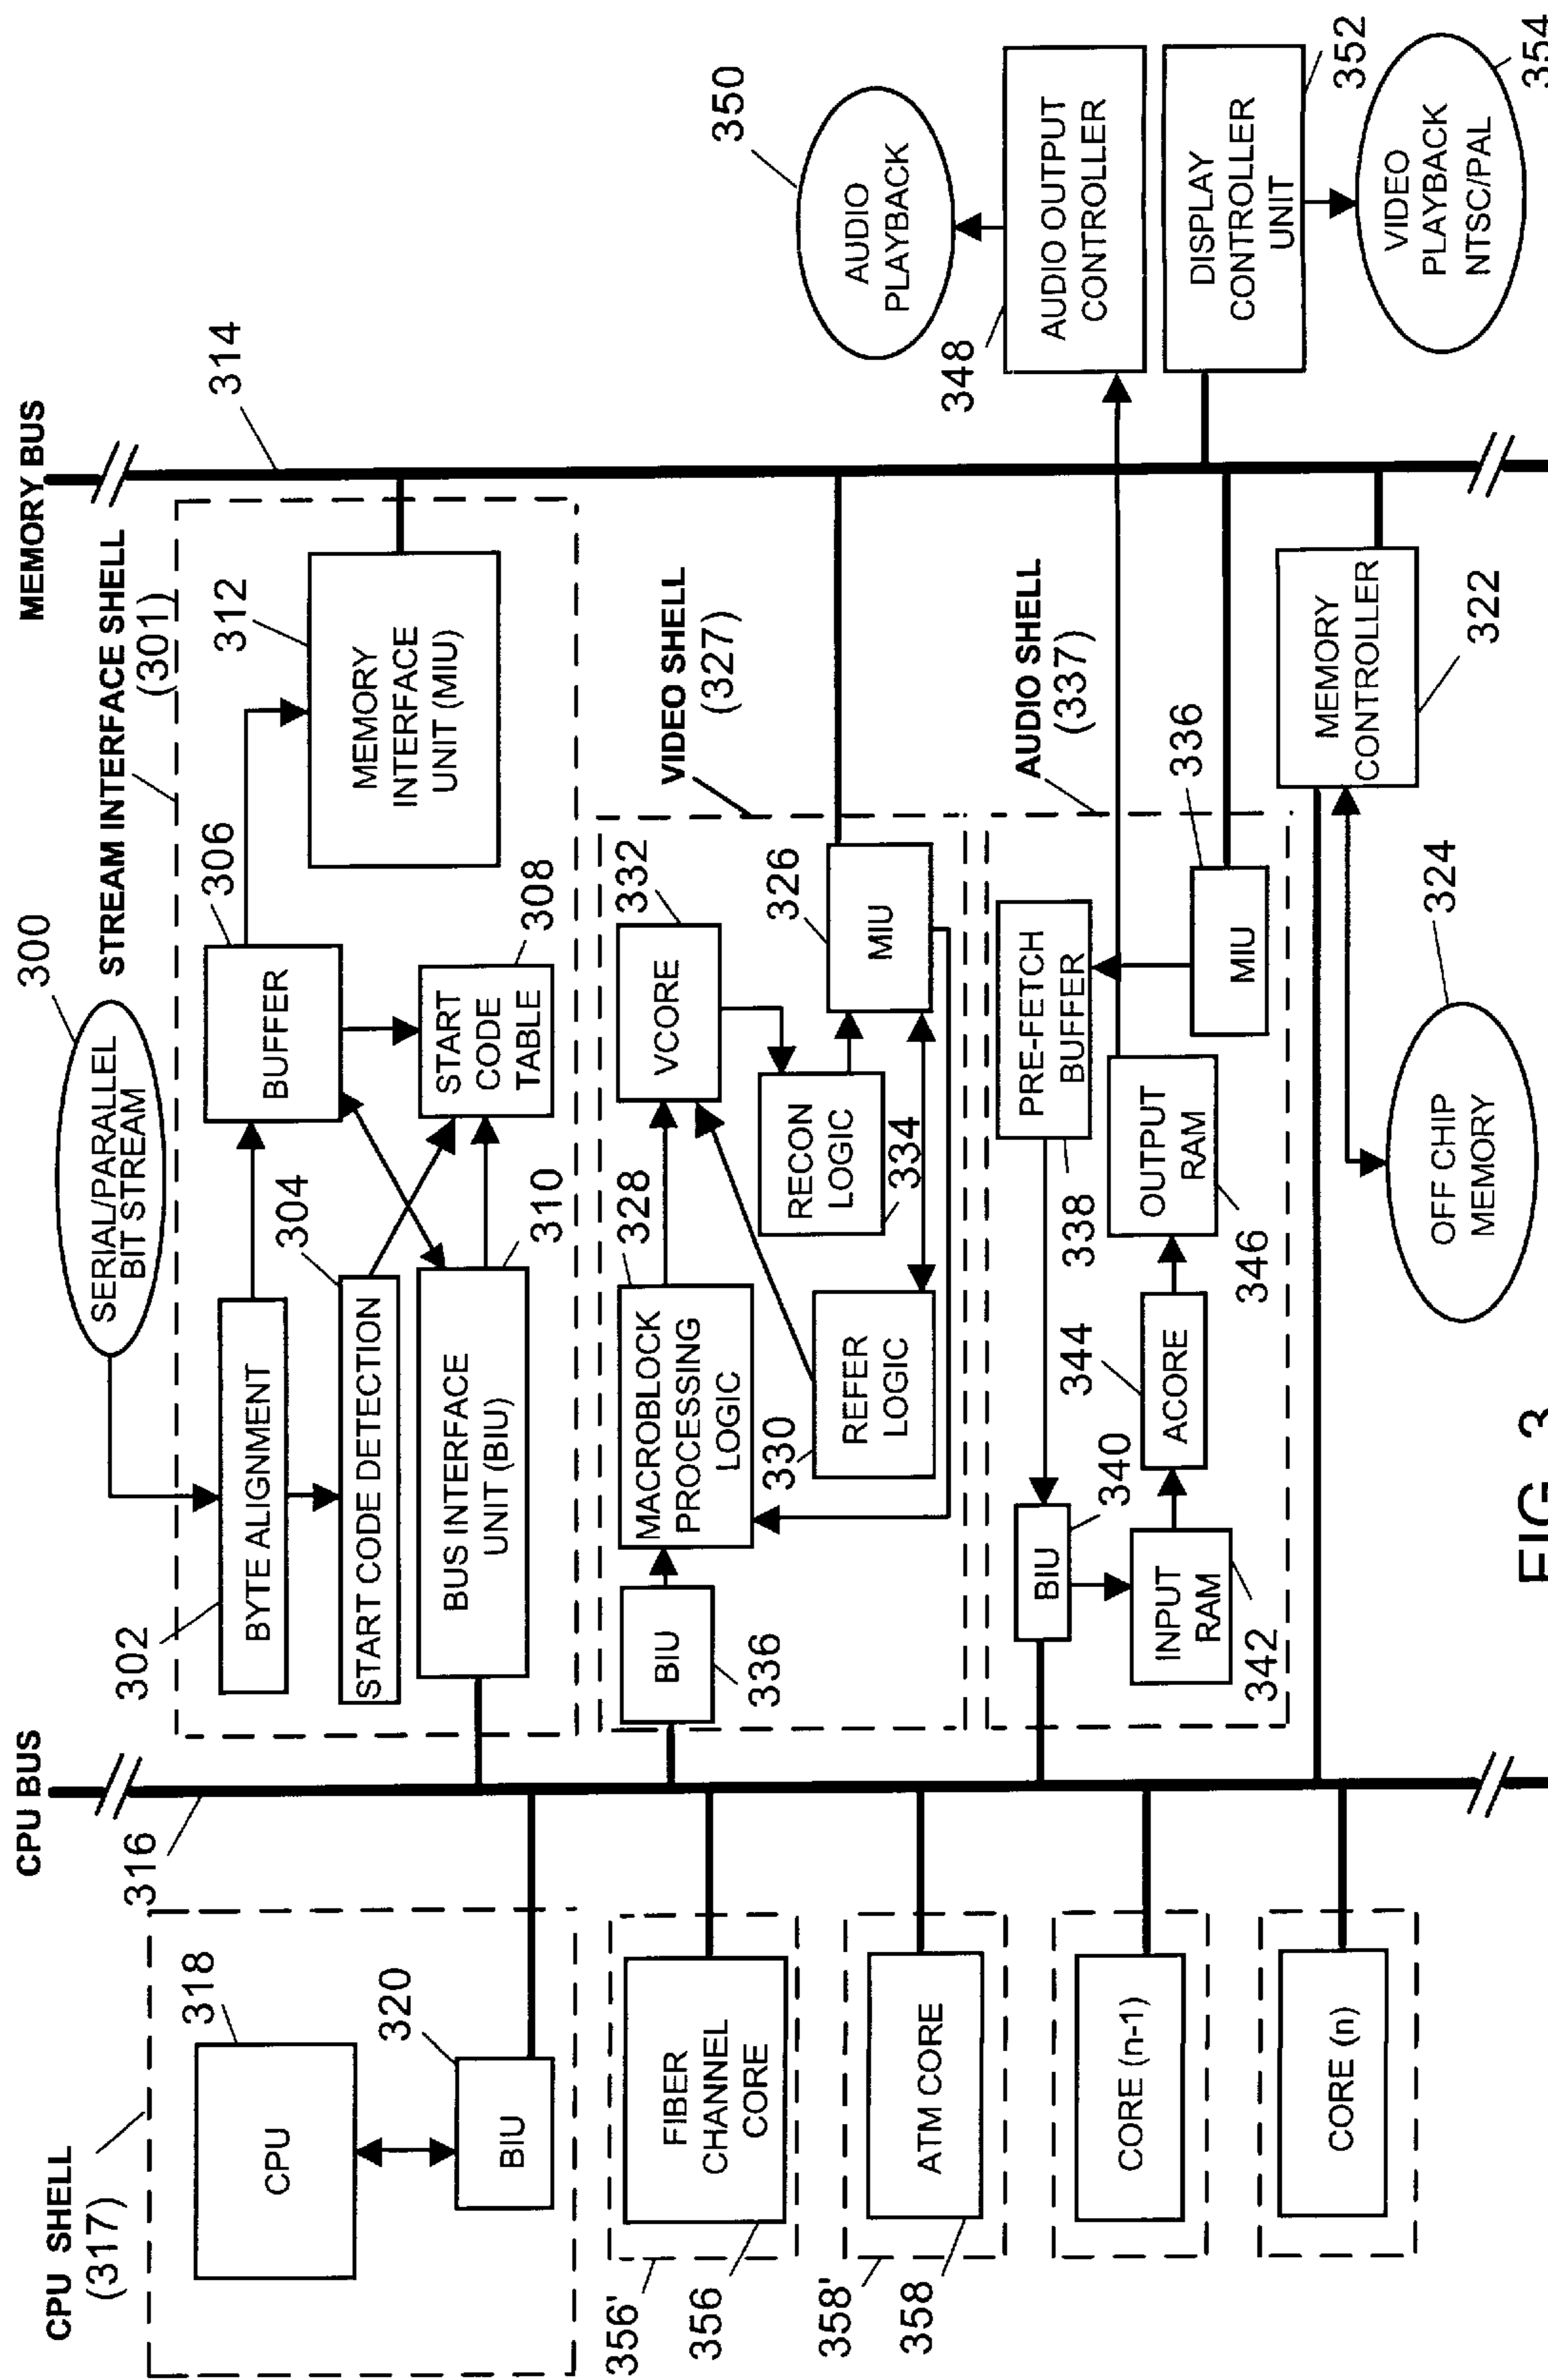 CPU SHELL
(317)
318
CPU
320
BIU
356'
FIBER
CHANNEL
CORE
356
358'
ATM CORE
358
CORE (n-1)
CORE (n)
CPU BUS
316
300
SERIAL/PARALLEL
BIT STREAM
STREAM INTERFACE SHELL
(301)
302
BYTE ALIGNMENT
304
START CODE DETECTION
306
BUFFER
308
START
CODE
TABLE
BUS INTERFACE
UNIT (BIU)
310
312
MEMORY
INTERFACE
UNIT (MIU)
VIDEO SHELL
(327)
BIU
336
328
MACROBLOCK
PROCESSING
LOGIC
330
REFER
LOGIC
332
VCORE
RECON
LOGIC
334
326
MIU
AUDIO SHELL
(337)
BIU
340
INPUT
RAM
342
344
ACORE
338
PRE-FETCH
BUFFER
OUTPUT
RAM
346
336
MIU
MEMORY
CONTROLLER
322
324
OFF CHIP
MEMORY
MEMORY BUS
314
350
AUDIO
PLAYBACK
348
AUDIO OUTPUT
CONTROLLER
DISPLAY
CONTROLLER
UNIT
352
VIDEO
PLAYBACK
NTSC/PAL
354
FIG. 3